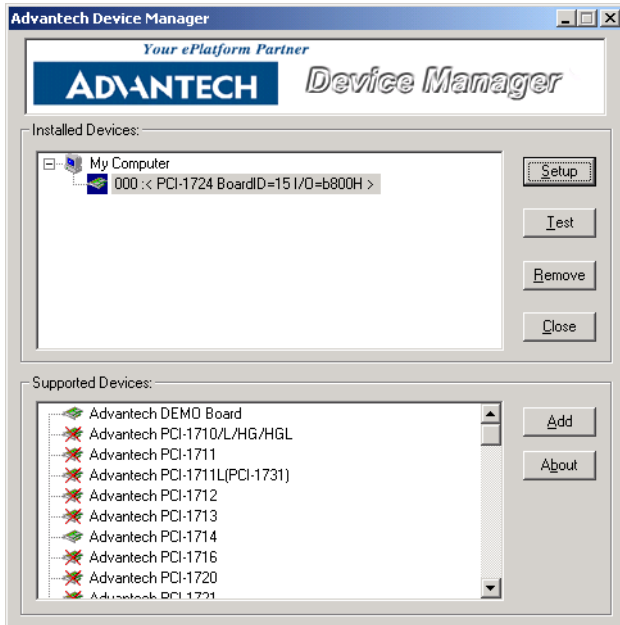 Advantech Device Manager
Your ePlatform Partner
ADVANTECH Device Manager
Installed Devices:
My Computer
000 :< PCI-1724 BoardID=15 I/O=b800H >
Setup
Test
Remove
Close
Supported Devices:
Advantech DEMO Board
Advantech PCI-1710/L/HG/HGL
Advantech PCI-1711
Advantech PCI-1711L(PCI-1731)
Advantech PCI-1712
Advantech PCI-1713
Advantech PCI-1714
Advantech PCI-1716
Advantech PCI-1720
Advantech PCI-1721
Add
About